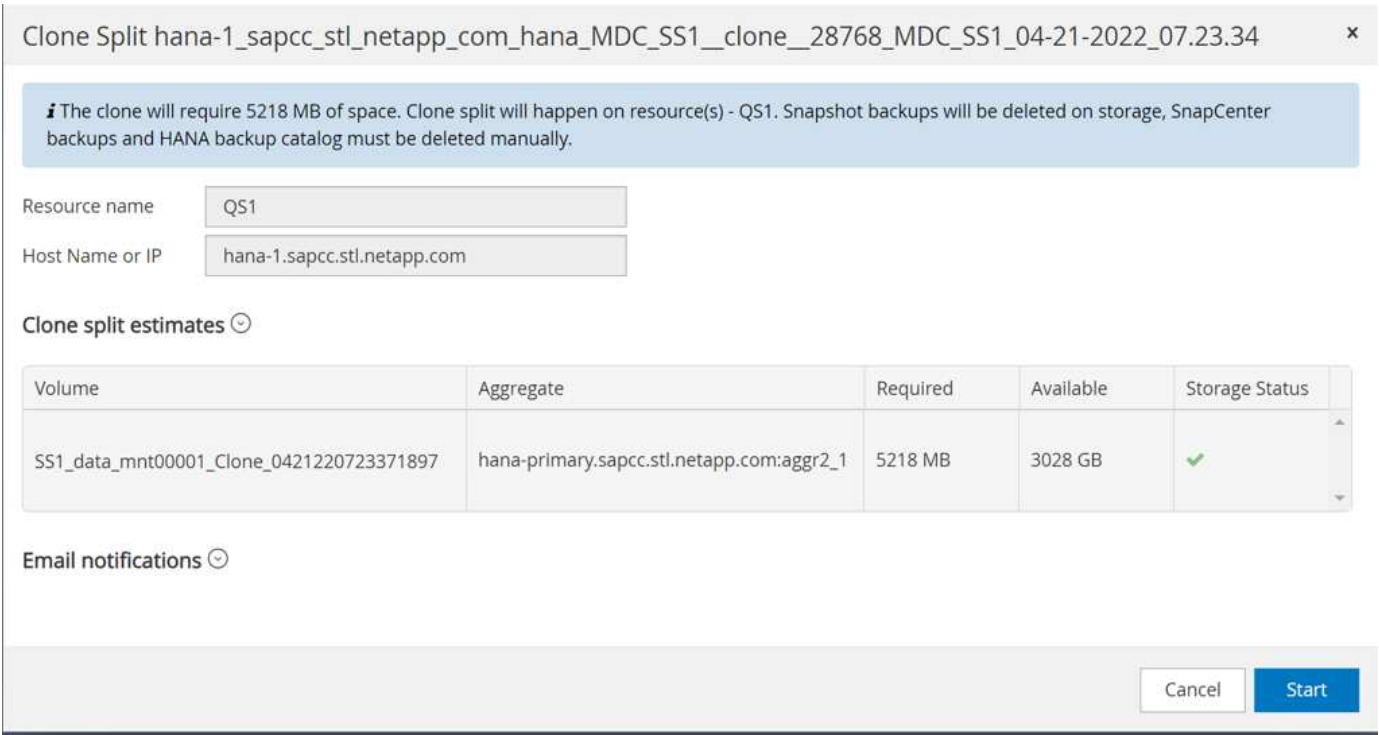 Clone Split hana-1_sapcc_stl_netapp_com_hana_MDC_SS1__clone__28768_MDC_SS1_04-21-2022_07.23.34 x
i The clone will require 5218 MB of space. Clone split will happen on resource(s) - QS1. Snapshot backups will be deleted on storage, SnapCenter
backups and HANA backup catalog must be deleted manually.
Resource name QS1
Host Name or IP hana-1.sapcc.stl.netapp.com
Clone split estimates
Volume Aggregate Required Available Storage Status
SS1_data_mnt00001_Clone_0421220723371897 hana-primary.sapcc.stl.netapp.com:aggr2_1 5218 MB 3028 GB
Email notifications
Cancel Start